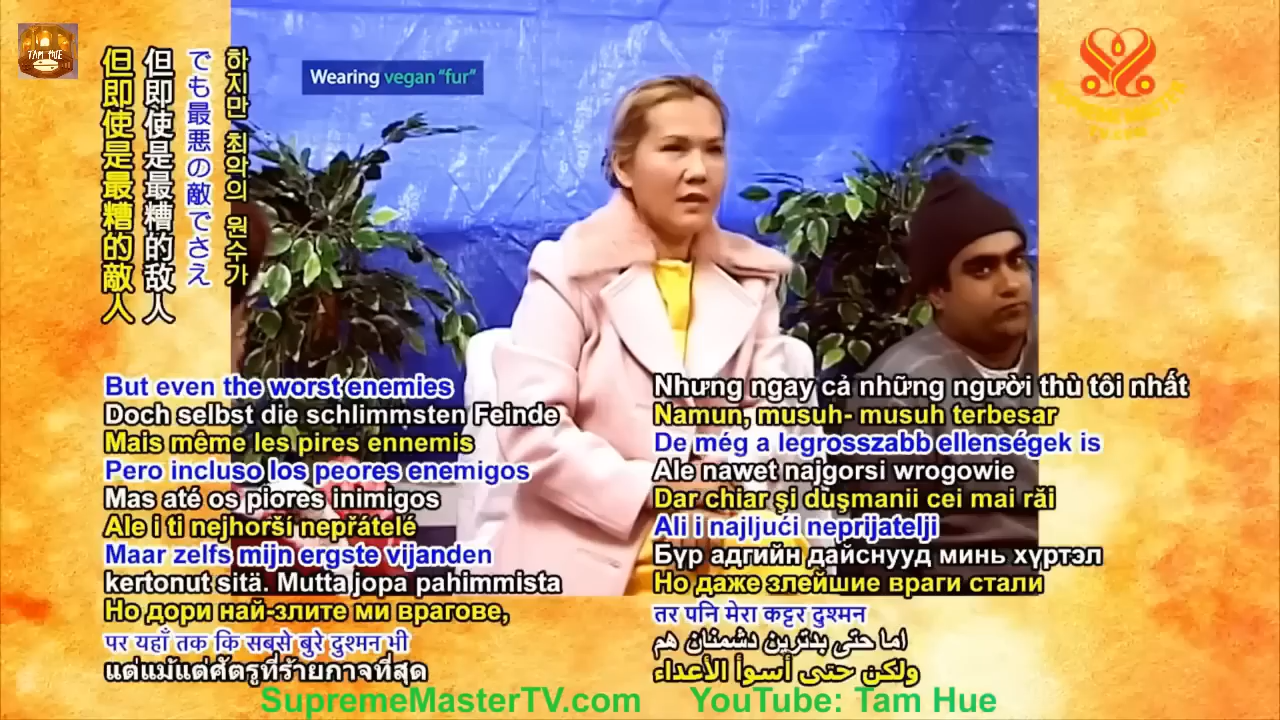 TAM HUE
Wearing vegan "fur"
하지만 최악의 원수가
でも最悪の敵でさえ
但即使是最糟的敌人
但即使是最糟的敵人
But even the worst enemies
Doch selbst die schlimmsten Feinde
Mais même les pires ennemis
Pero incluso los peores enemigos
Mas até os piores inimigos
Ale i ti nejhorší nepřátelé
Maar zelfs mijn ergste vijanden
kertonut sitä. Mutta jopa pahimmista
Но дори най-злите ми врагове,
पर यहाँ तक कि सबसे बुरे दुश्मन भी
แต่แม้แต่ศัตรูที่ร้ายกาจที่สุด
Nhưng ngay cả những người thù tôi nhất
Namun, musuh- musuh terbesar
De még a legrosszabb ellenségek is
Ale nawet najgorsi wrogowie
Dar chiar şi duşmanii cei mai răi
Ali i najljući neprijatelji
Бүр адгийн дайснууд минь хүртэл
Но даже злейшие враги стали
तर पनि मेरा कट्टर दुश्मन
اما حتی بدترین دشمنان هم
ولكن حتى أسوأ الأعداء
SupremeMasterTV.com YouTube: Tam Hue